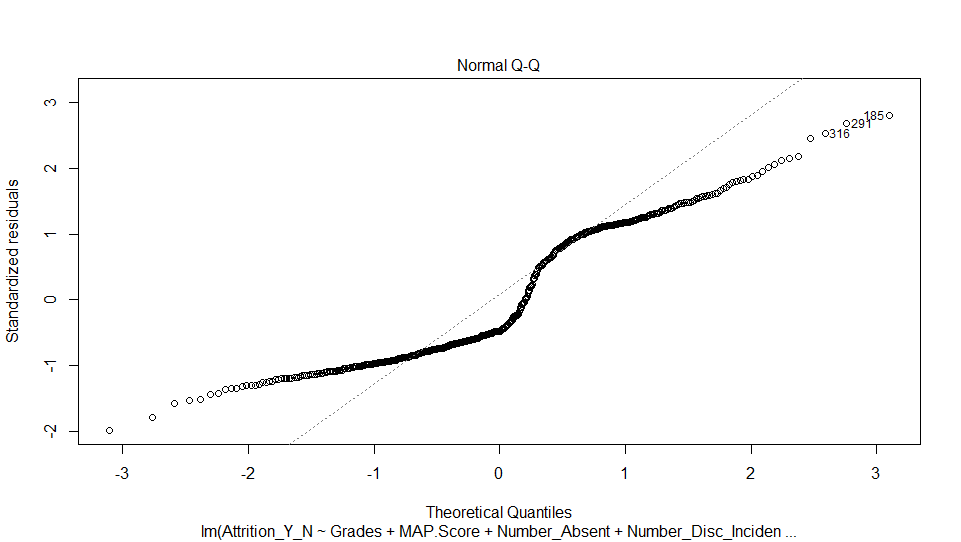 Normal Q-Q
3
2
1
0
-1
-2
Standardized residuals
185
291
316
-3 -2 -1 0 1 2 3
Theoretical Quantiles
lm(Attrition_Y_N ~ Grades + MAP.Score + Number_Absent + Number_Disc_Inciden ...